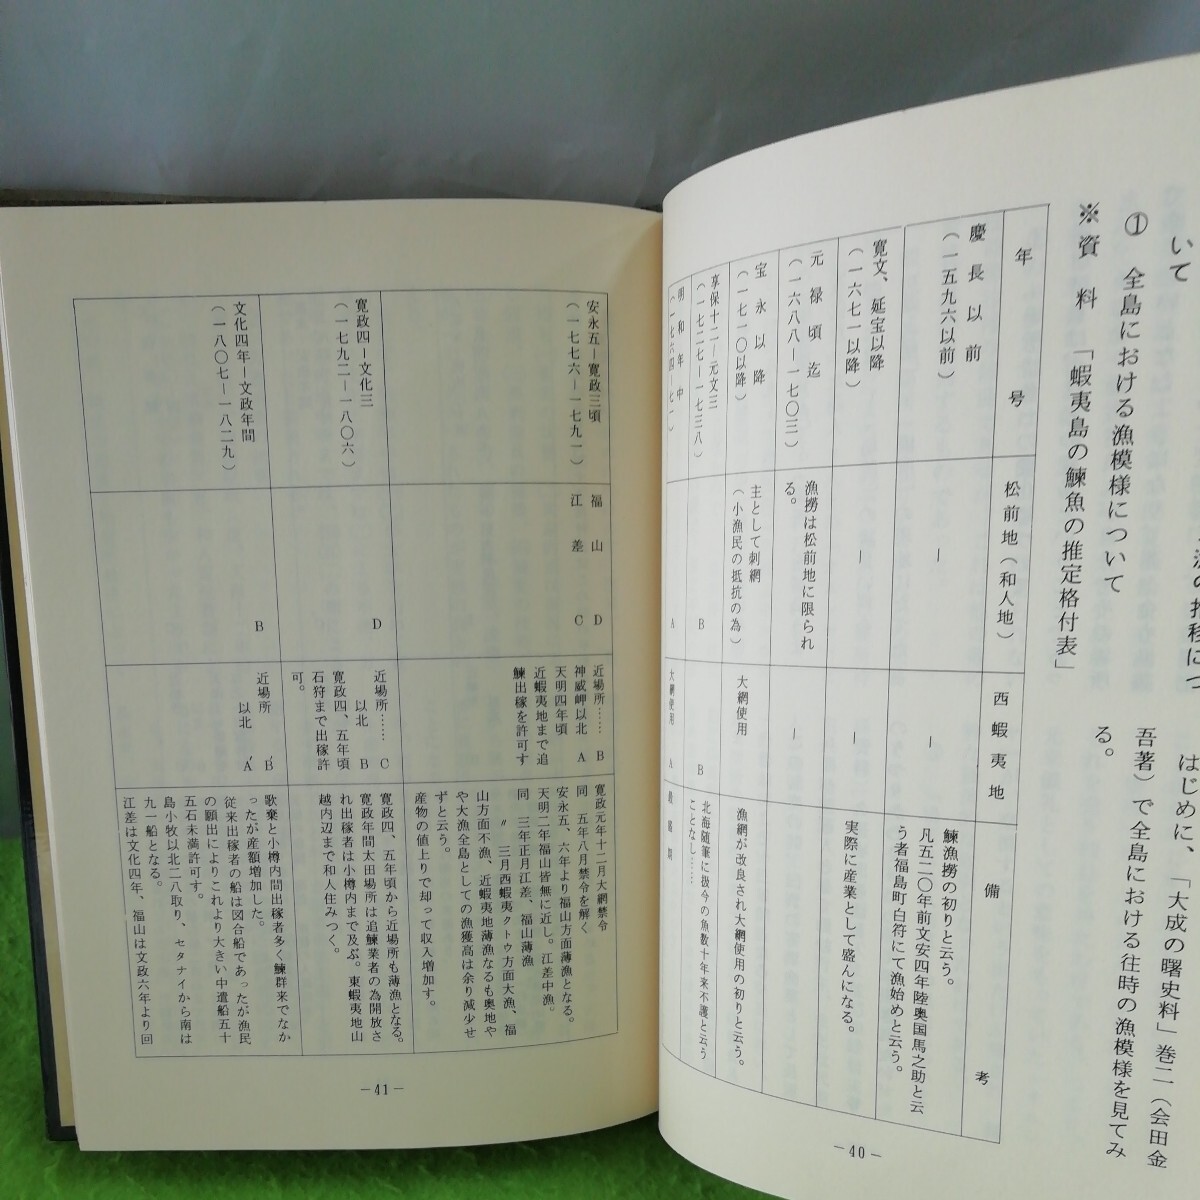 いて
はじめに、「大成の曙史料」巻二（会田金
吾著）で全島における往時の漁模様を見てみ
る。
① 全島における漁模様について
※資 料 「蝦夷島の鰊魚の推定格付表」
年 号
松前地（和人地）
西蝦夷地
備 考
慶長以前
（一五九六以前）
｜
｜
鰊漁撈の初りと云う。
凡五二〇年前文安四年陸奥国馬之助と云
う者福島町白符にて漁始めと云う。
寛文、延宝以降
（一六七一以降）
｜
｜
実際に産業として盛んになる。
元禄頃迄
（一六八八－一七〇三）
漁撈は松前地に限られ
る。
｜
宝永以降
（一七一〇以降）
主として刺網
（小漁民の抵抗の為）
大網使用
漁網が改良され大網使用の初りと云う。
享保十二－元文三
（一七二七－一七三八）
B
B
北海随筆に扱今の魚数十年来不護と云う
ことなし……
明和年中
（一七六四－七一）
A
大網使用 A
最盛期
－40－
安永五－寛政三頃
（一七七六－一七九一）
福山 D
江差 C
近場所…… B
神威岬以北 A
天明四年頃
近蝦夷地まで追
鰊出稼を許可す
寛政元年十二月大網禁令
同 五年八月禁令を解く
安永五、六年より福山方面薄漁となる。
天明二年福山皆無に近し。江差中漁。
同 三年正月江差、福山薄漁
〃 三月西蝦夷クトウ方面大漁、福
山方面不漁、近蝦夷地薄漁なるも奥地や
や大漁全島としての漁獲高は余り減少せ
ずと云う。
産物の値上りで却って収入増加す。
寛政四－文化三
（一七九二－一八〇六）
D
近場所…… C
以北 B
寛政四、五年頃
石狩まで出稼許
可。
寛政四、五年頃から近場所も薄漁となる。
寛政年間太田場所は追鰊業者の為開放さ
れ出稼者は小樽内まで及ぶ。東蝦夷地山
越内辺まで和人住みつく。
文化四年－文政年間
（一八〇七－一八二九）
B
近場所 B'
以北 A'
歌棄と小樽内間出稼者多く鰊群来でなか
ったが産額増加した。
従来出稼者の船は図合船であったが漁民
の願出によりこれより大きい中遣船五十
五石未満許可す。
島小牧以北二八取り、セタナイから南は
九一船となる。
江差は文化四年、福山は文政六年より回
－41－